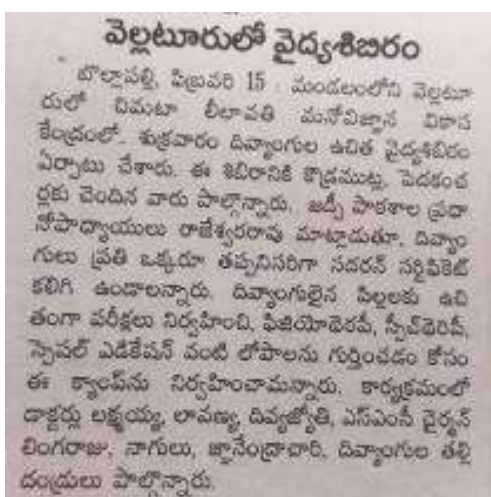 వెల్లటూరులో వైద్యశిబిరం
బొల్లాపల్లి, ఫిబ్రవరి 15 : మండలంలోని వెల్లటూ
రులో చిమటా లీలావతి మనోవిజ్ఞాన వికాస
కేంద్రంలో శుక్రవారం దివ్యాంగుల ఉచిత వైద్యశిబిరం
ఏర్పాటు చేశారు. ఈ శిబిరానికి కొడ్రముట్ల, పెదకంచ
ర్లకు చెందిన వారు పాల్గొన్నారు. జడ్పీ పాఠశాల ప్రధా
నోపాధ్యాయులు రాజేశ్వరరావు మాట్లాడుతూ, దివ్యాం
గులు ప్రతి ఒక్కరూ తప్పనిసరిగా సదరన్ సర్టిఫికెట్
కలిగి ఉండాలన్నారు. దివ్యాంగులైన పిల్లలకు ఉచి
తంగా పరీక్షలు నిర్వహించి, ఫిజియోథెరపీ, స్పీచ్‌థెరిపీ,
స్పెషల్ ఎడికేషన్ వంటి లోపాలను గుర్తించడం కోసం
ఈ క్యాంప్‌ను నిర్వహించామన్నారు. కార్యక్రమంలో
డాక్టర్లు లక్ష్మయ్య, లావణ్య, దివ్యజ్యోతి, ఎస్ఎంసీ చైర్మన్
లింగరాజు, నాగులు, జ్ఞానేంద్రాచారి, దివ్యాంగుల తల్లి
దండ్రులు పాల్గొన్నారు.